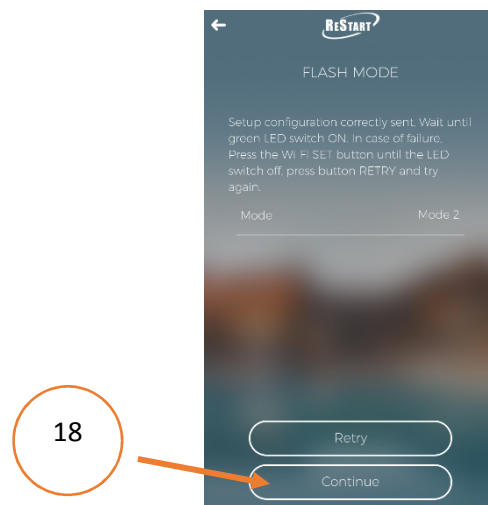 RESTART
FLASH MODE
Setup configuration correctly sent. Wait until
green LED switch ON. In case of failure,
Press the Wi Fi SET button until the LED
switch off, press button RETRY and try
again.
Mode Mode 2
18
Retry
Continue